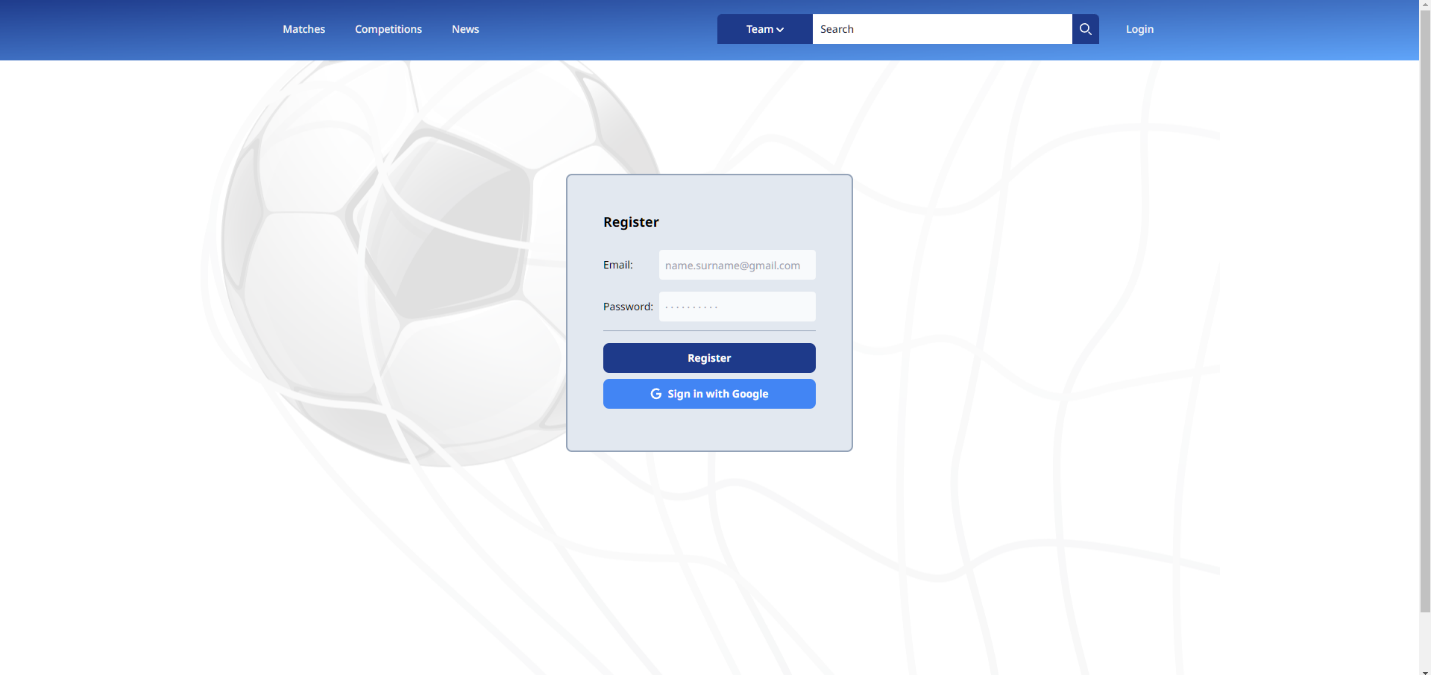 Matches Competitions News Team Search Login
Register
Email: name.surname@gmail.com
Password: ··········
Register
Sign in with Google